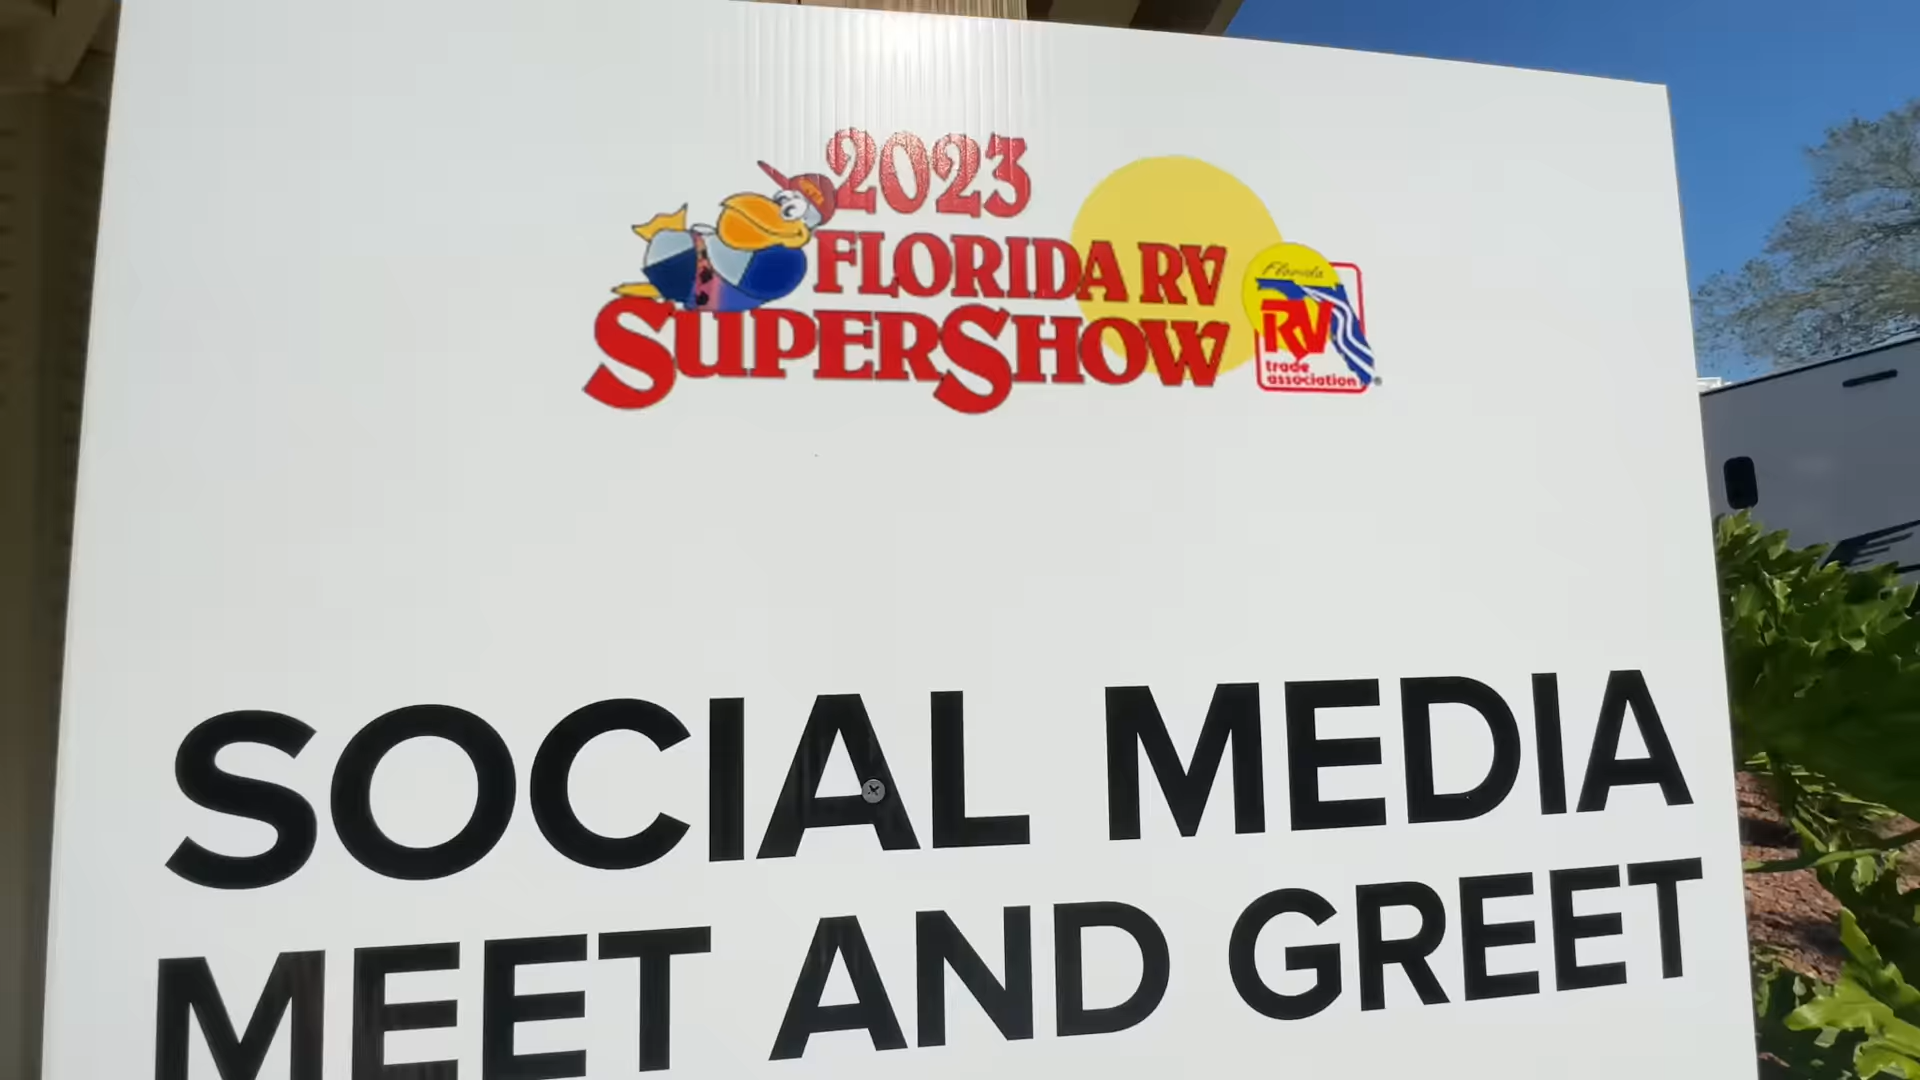 2023
FLORIDA RV
SUPERSHOW
Florida
RV
trade
association
SOCIAL MEDIA
MEET AND GREET